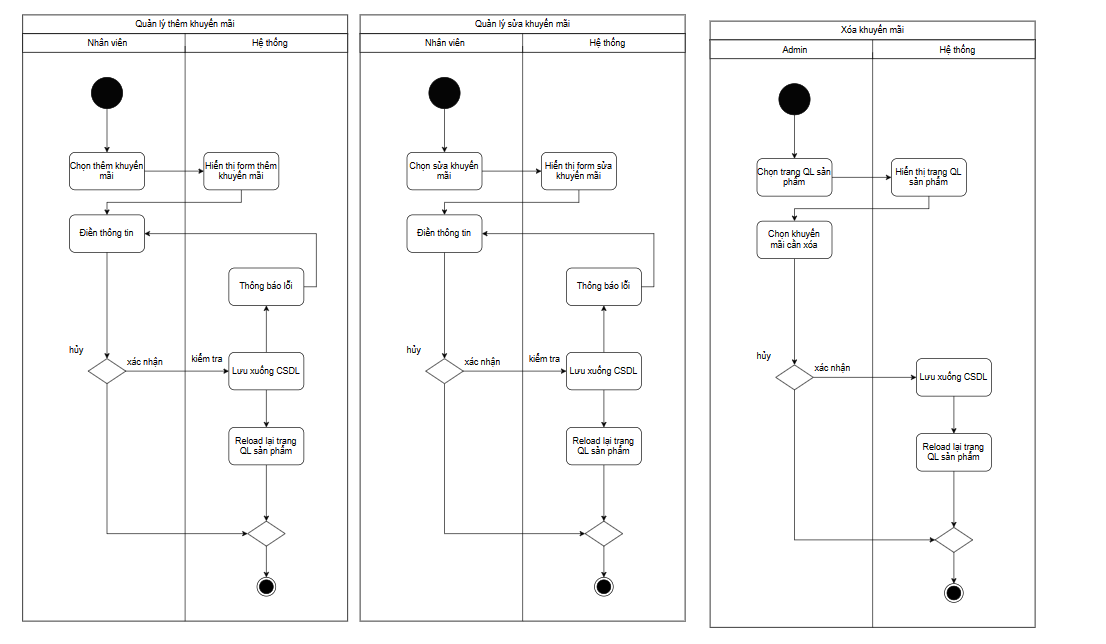 Quản lý thêm khuyến mãi
Nhân viên
Hệ thống
Chọn thêm khuyến
mãi
Hiển thị form thêm
khuyến mãi
Điền thông tin
Thông báo lỗi
hủy
xác nhận
kiểm tra
Lưu xuống CSDL
Reload lại trang
QL sản phẩm
Quản lý sửa khuyến mãi
Nhân viên
Hệ thống
Chọn sửa khuyến
mãi
Hiển thị form sửa
khuyến mãi
Điền thông tin
Thông báo lỗi
hủy
xác nhận
kiểm tra
Lưu xuống CSDL
Reload lại trang
QL sản phẩm
Xóa khuyến mãi
Admin
Hệ thống
Chọn trang QL sản
phẩm
Hiển thị trang QL
sản phẩm
Chọn khuyến
mãi cần xóa
hủy
xác nhận
Lưu xuống CSDL
Reload lại trang
QL sản phẩm